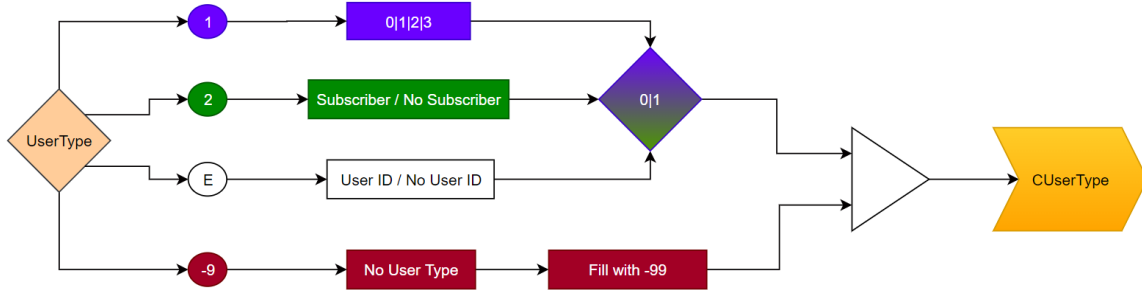 1
0|1|2|3
2
Subscriber / No Subscriber
0|1
UserType
E
User ID / No User ID
CUserType
-9
No User Type
Fill with -99